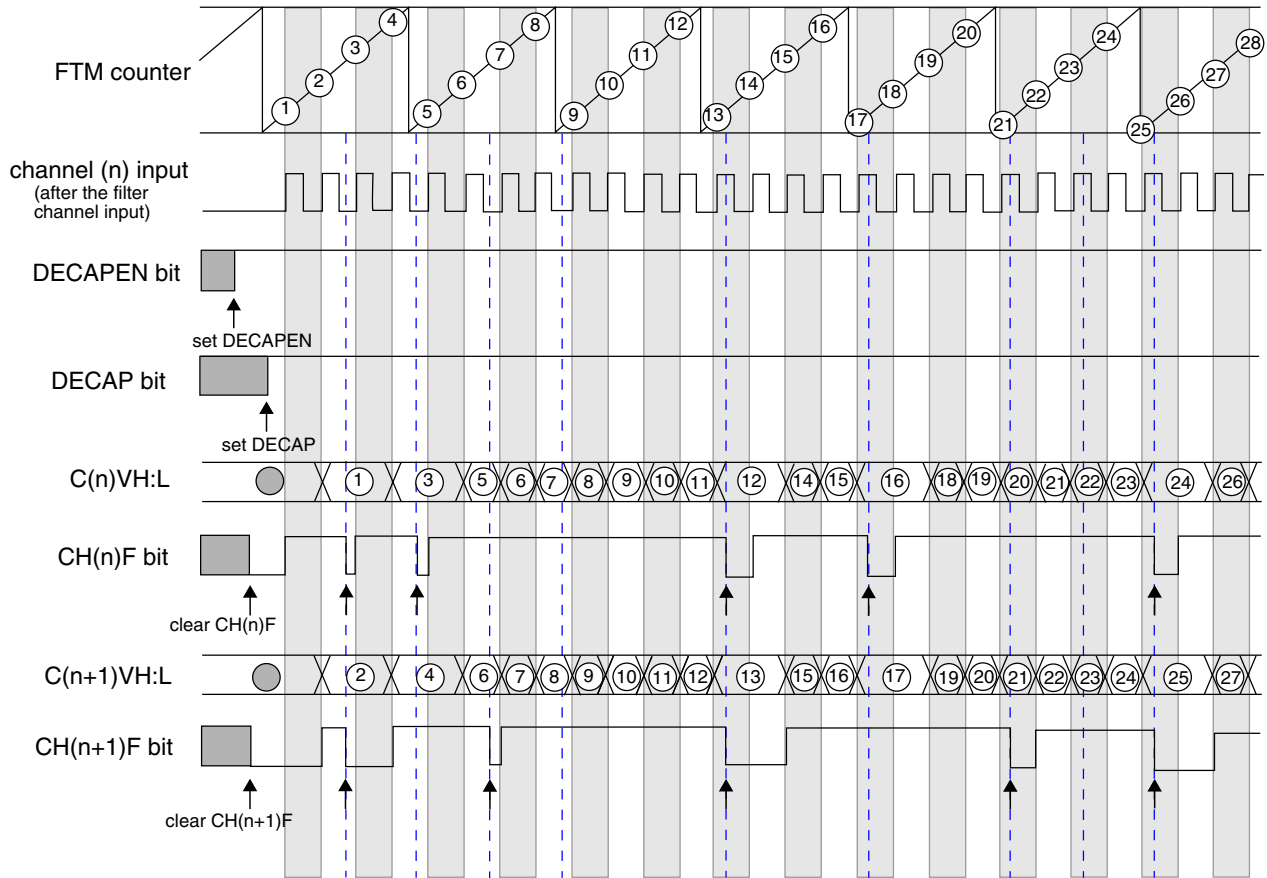 1 2 3 4 5 6 7 8 9 10 11 12 13 14 15 16 17 18 19 20 21 22 23 24 25 26 27 28
FTM counter
channel (n) input
(after the filter
channel input)
DECAPEN bit
set DECAPEN
DECAP bit
set DECAP
C(n)VH:L 1 3 5 6 7 8 9 10 11 12 14 15 16 18 19 20 21 22 23 24 26
CH(n)F bit
clear CH(n)F
C(n+1)VH:L 2 4 6 7 8 9 10 11 12 13 15 16 17 19 20 21 22 23 24 25 27
CH(n+1)F bit
clear CH(n+1)F